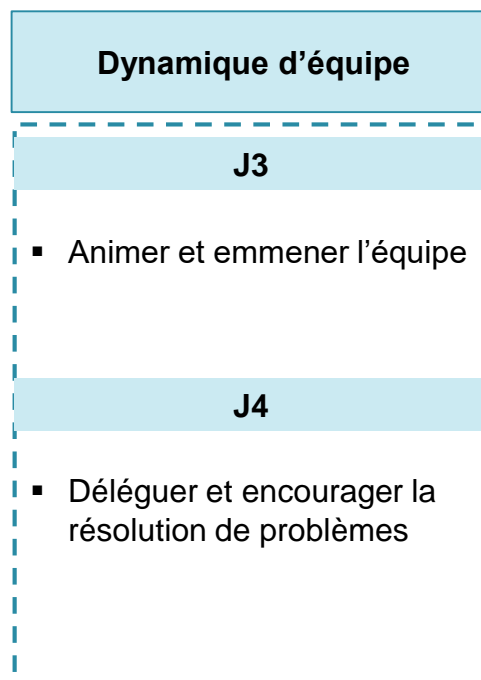 Dynamique d’équipe
J3
▪ Animer et emmener l’équipe
J4
▪ Déléguer et encourager la
résolution de problèmes